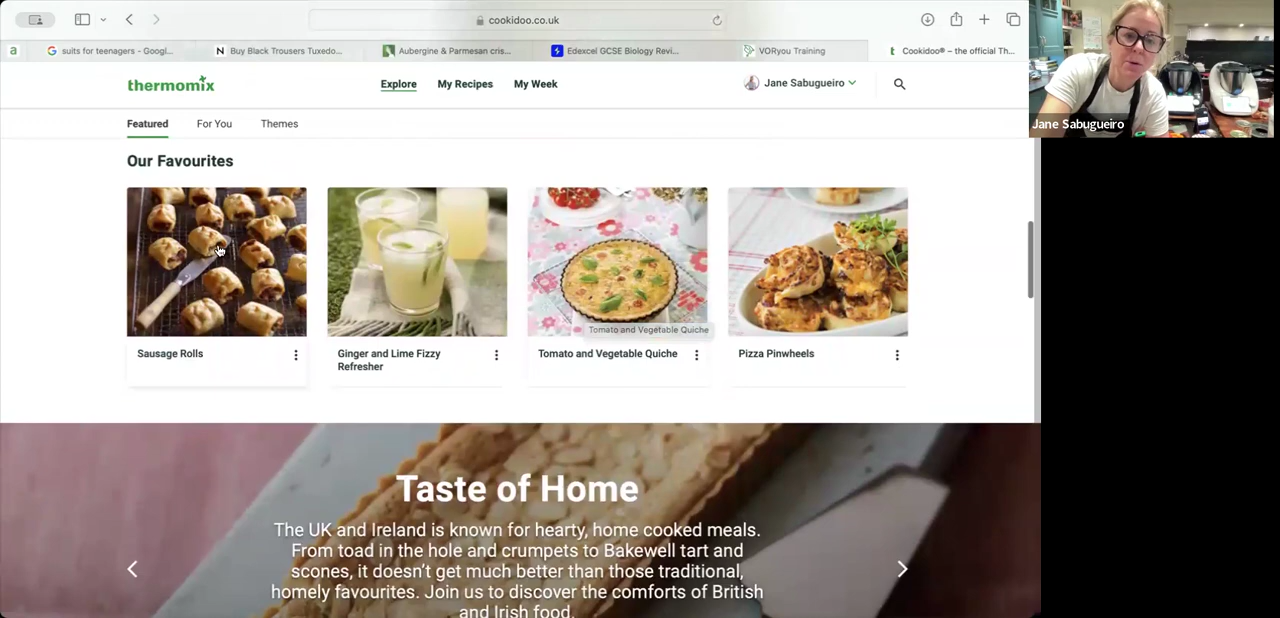 cookidoo.co.uk
a
suits for teenagers - Googl...
Buy Black Trousers Tuxedo...
Aubergine & Parmesan cris...
Edexcel GCSE Biology Revi...
VORyou Training
Cookidoo® – the official Th...
thermomix
Explore
My Recipes
My Week
Jane Sabugueiro
Jane Sabugueiro
Featured
For You
Themes
Our Favourites
Tomato and Vegetable Quiche
Sausage Rolls
Ginger and Lime Fizzy
Refresher
Tomato and Vegetable Quiche
Pizza Pinwheels
Taste of Home
The UK and Ireland is known for hearty, home cooked meals.
From toad in the hole and crumpets to Bakewell tart and
scones, it doesn't get much better than those traditional,
homely favourites. Join us to discover the comforts of British
and Irish food.